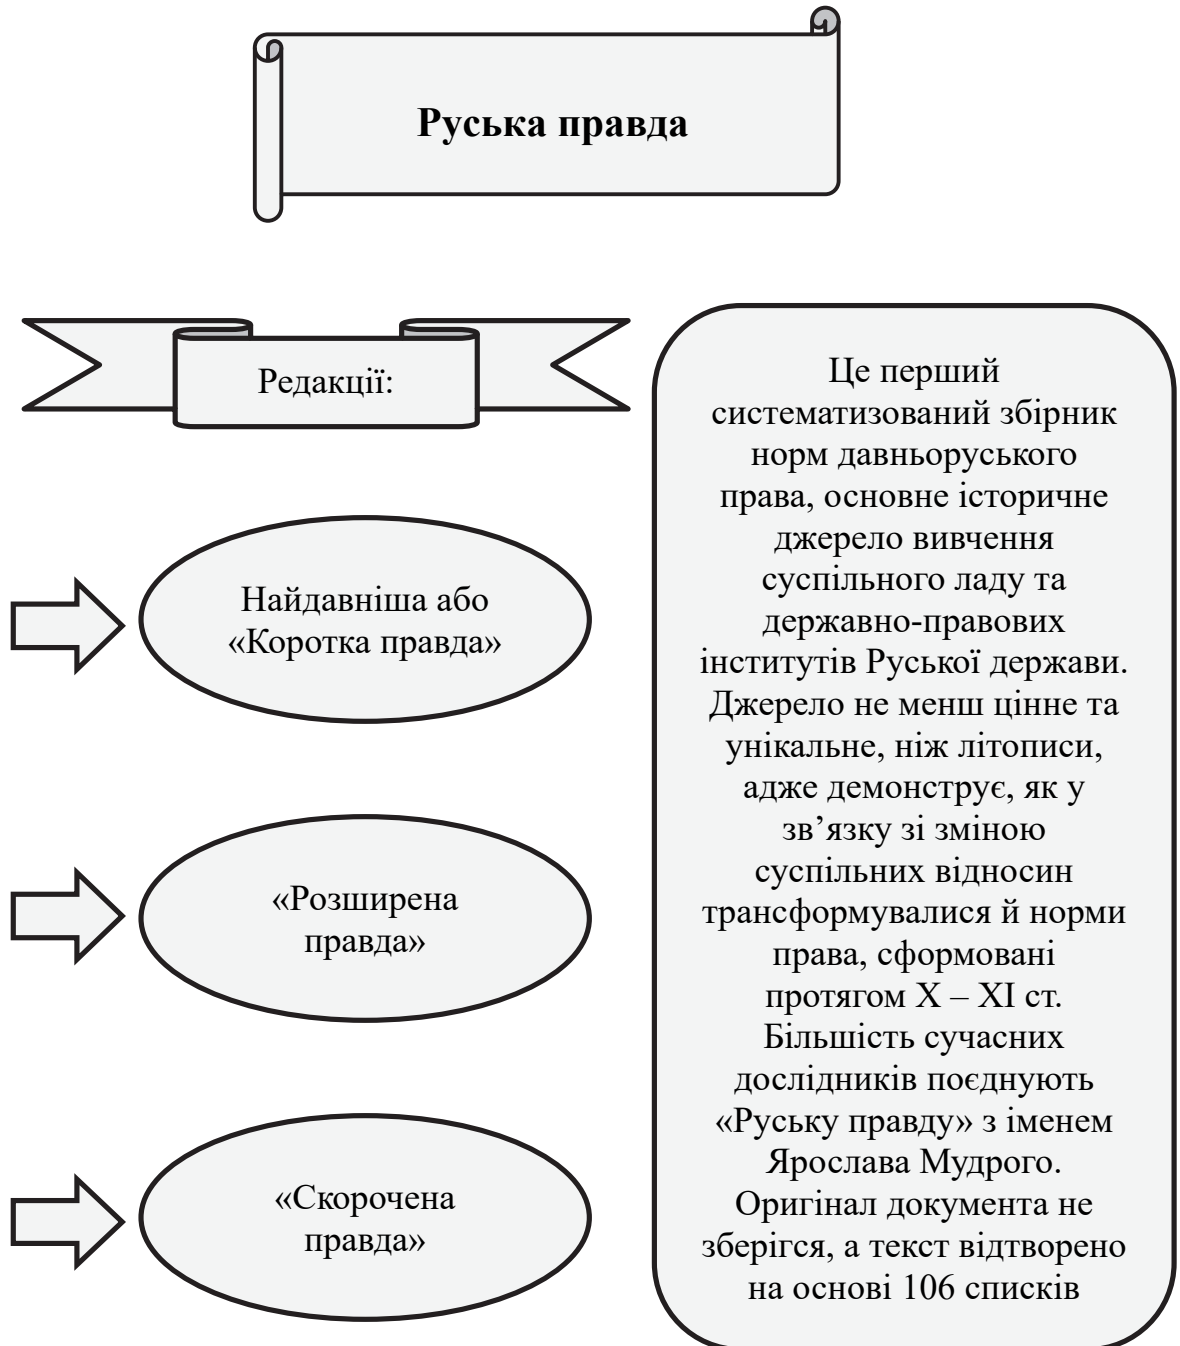 Руська правда
Редакції:
Найдавніша або
«Коротка правда»
«Розширена
правда»
«Скорочена
правда»
Це перший
систематизований збірник
норм давньоруського
права, основне історичне
джерело вивчення
суспільного ладу та
державно-правових
інститутів Руської держави.
Джерело не менш цінне та
унікальне, ніж літописи,
адже демонструє, як у
зв’язку зі зміною
суспільних відносин
трансформувалися й норми
права, сформовані
протягом X – XI ст.
Більшість сучасних
дослідників поєднують
«Руську правду» з іменем
Ярослава Мудрого.
Оригінал документа не
зберігся, а текст відтворено
на основі 106 списків